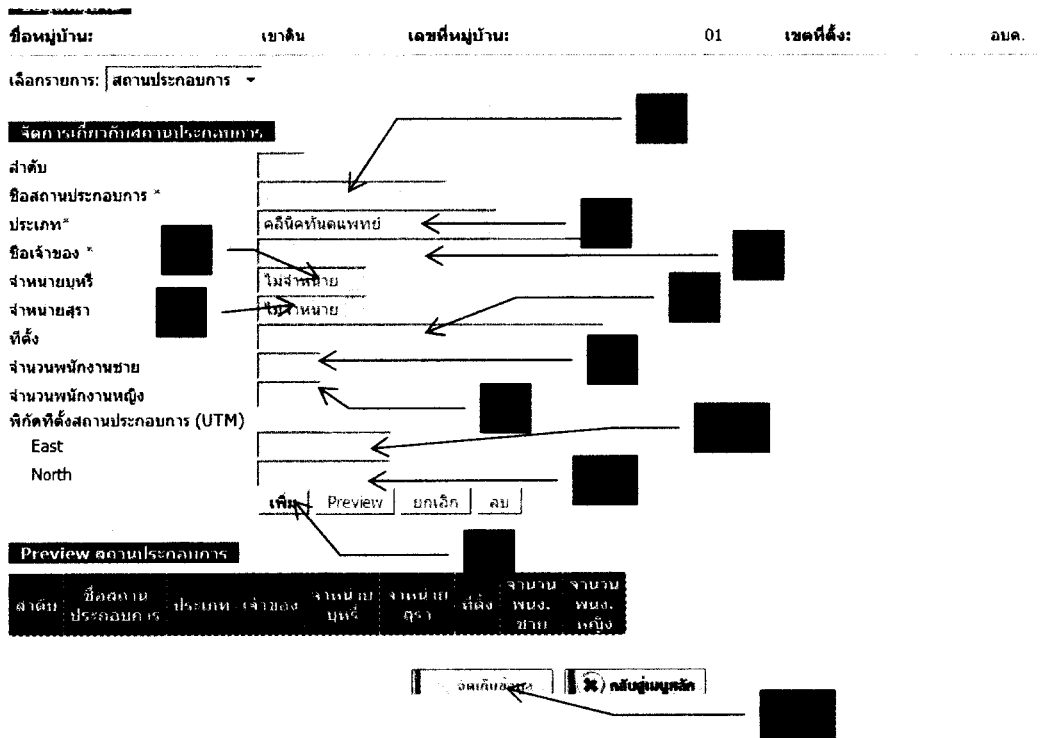 ชื่อหมู่บ้าน: เขาดิน เลขที่หมู่บ้าน: 01 เขตที่ตั้ง: อบต.
เลือกรายการ: สถานประกอบการ
จัดการเกี่ยวกับสถานประกอบการ
ลำดับ
ชื่อสถานประกอบการ *
ประเภท* คลีนิคทันตแพทย์
ชื่อเจ้าของ *
จำหน่ายบุหรี่ ไม่จำหน่าย
จำหน่ายสุรา ไม่จำหน่าย
ที่ตั้ง
จำนวนพนักงานชาย
จำนวนพนักงานหญิง
พิกัดที่ตั้งสถานประกอบการ (UTM)
East
North
เพิ่ม Preview ยกเลิก ลบ
Preview สถานประกอบการ
ลำดับ ชื่อสถานประกอบการ ประเภท เจ้าของ จำหน่ายบุหรี่ จำหน่ายสุรา ที่ตั้ง จำนวนพนง.ชาย จำนวนพนง.หญิง
จัดเก็บข้อมูล กลับสู่เมนูหลัก